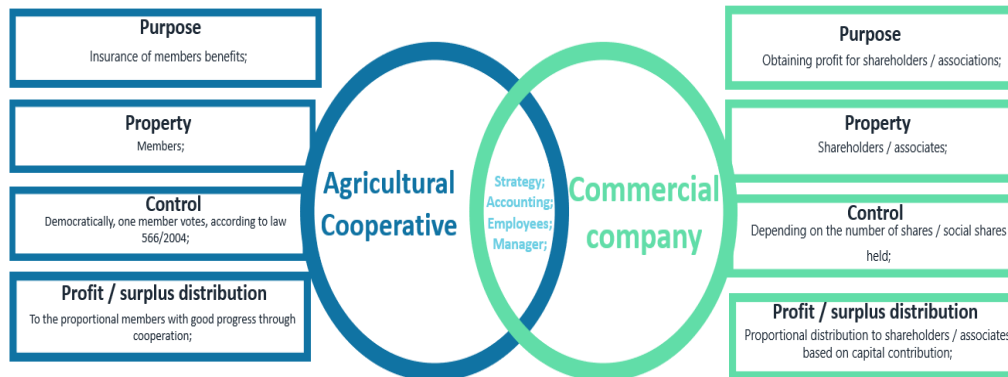 Purpose
Insurance of members benefits;
Property
Members;
Control
Democratically, one member votes, according to law
566/2004;
Profit / surplus distribution
To the proportional members with good progress through
cooperation;
Agricultural
Cooperative
Strategy;
Accounting;
Employees;
Manager;
Commercial
company
Purpose
Obtaining profit for shareholders / associations;
Property
Shareholders / associates;
Control
Depending on the number of shares / social shares
held;
Profit / surplus distribution
Proportional distribution to shareholders / associates
based on capital contribution;